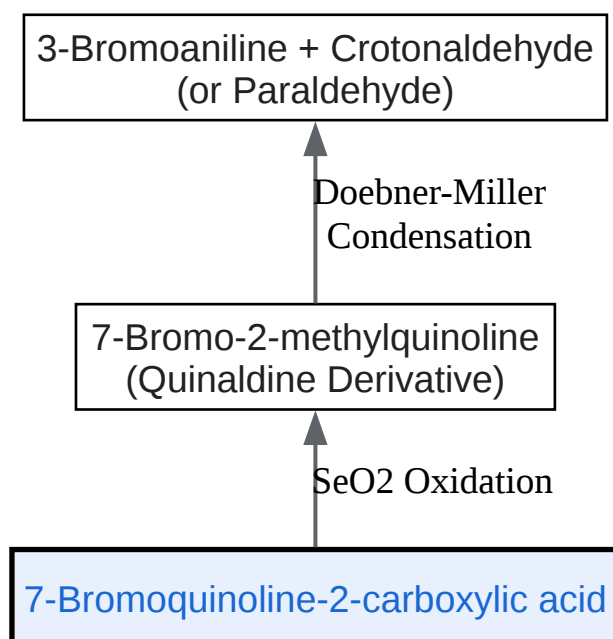 3-Bromoaniline + Crotonaldehyde
(or Paraldehyde)
Doebner-Miller
Condensation
7-Bromo-2-methylquinoline
(Quinaldine Derivative)
SeO2 Oxidation
7-Bromoquinoline-2-carboxylic acid